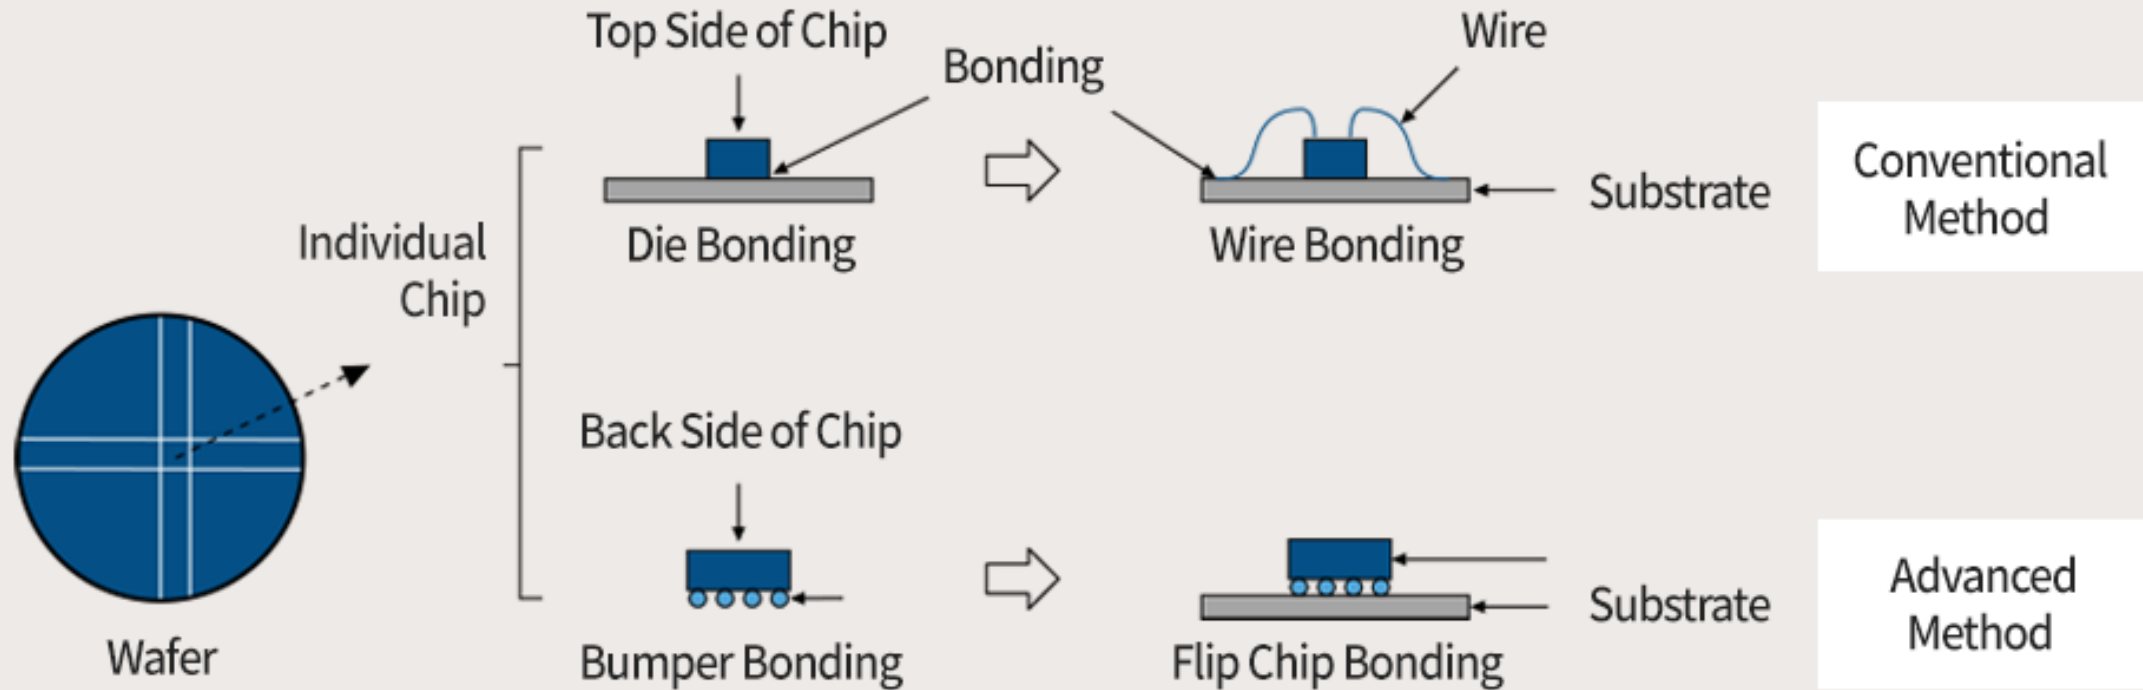 Top Side of Chip
Bonding
Wire
Conventional
Method
Substrate
Die Bonding
Wire Bonding
Individual
Chip
Back Side of Chip
Advanced
Method
Substrate
Wafer
Bumper Bonding
Flip Chip Bonding